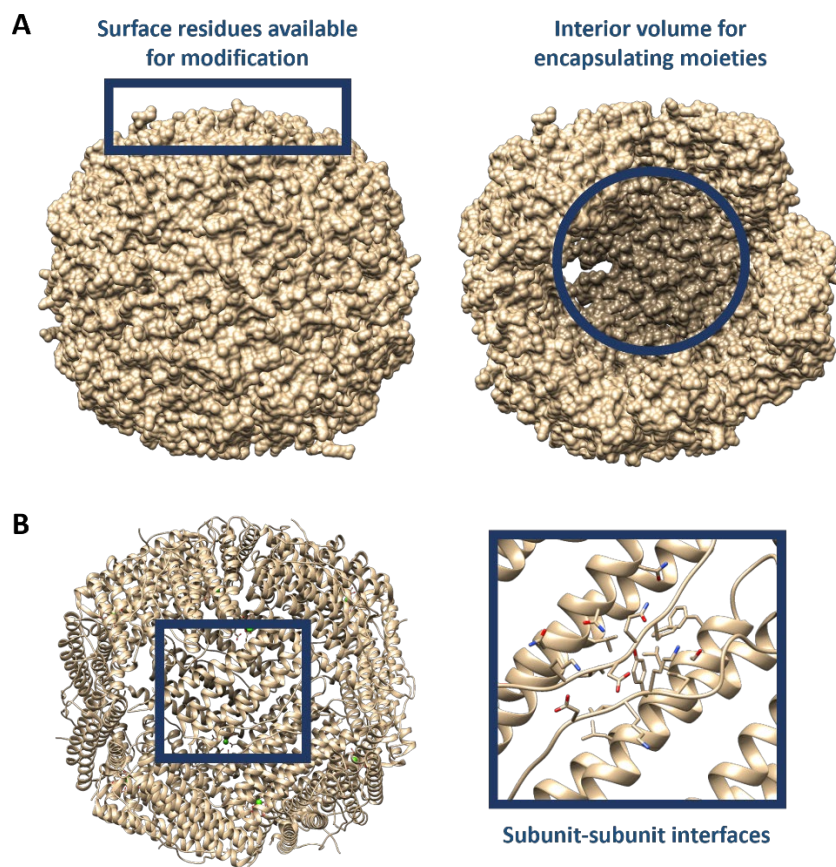 A
Surface residues available
for modification
Interior volume for
encapsulating moieties
B
Subunit-subunit interfaces